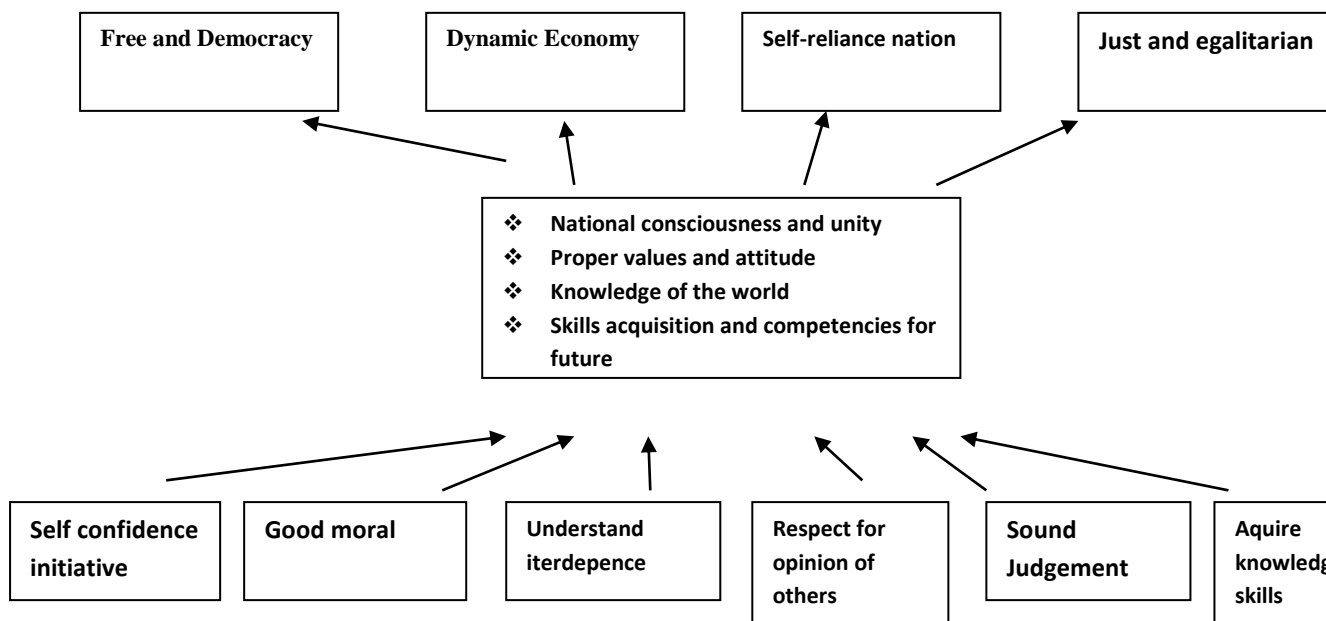 Free and Democracy
Dynamic Economy
Self-reliance nation
Just and egalitarian
❖ National consciousness and unity
❖ Proper values and attitude
❖ Knowledge of the world
❖ Skills acquisition and competencies for
future
Self confidence
initiative
Good moral
Understand
iterdepence
Respect for
opinion of
others
Sound
Judgement
Aquire
knowledg
skills